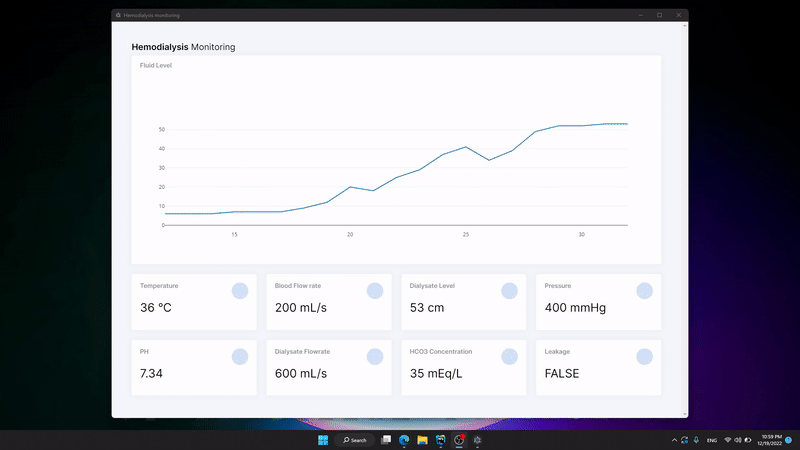 Hemodialysis monitoring
Hemodialysis Monitoring
Fluid Level
50
40
30
20
10
0
15 20 25 30
Temperature
36 °C
Blood Flow rate
200 mL/s
Dialysate Level
53 cm
Pressure
400 mmHg
PH
7.34
Dialysate Flowrate
600 mL/s
HCO3 Concentration
35 mEq/L
Leakage
FALSE
Search
ENG
10:59 PM
12/19/2022